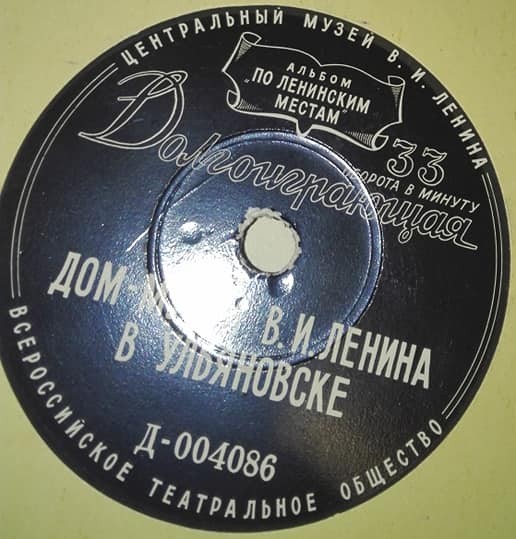 ЦЕНТРАЛЬНЫЙ МУЗЕЙ В. И. ЛЕНИНА
АЛЬБОМ
"ПО ЛЕНИНСКИМ
МЕСТАМ"
Долгоиграющая
33
ОБОРОТА В МИНУТУ
ДОМ- В.И ЛЕНИНА
В УЛЬЯНОВСКЕ
Д-004086
ВСЕРОССИЙСКОЕ ТЕАТРАЛЬНОЕ ОБЩЕСТВО